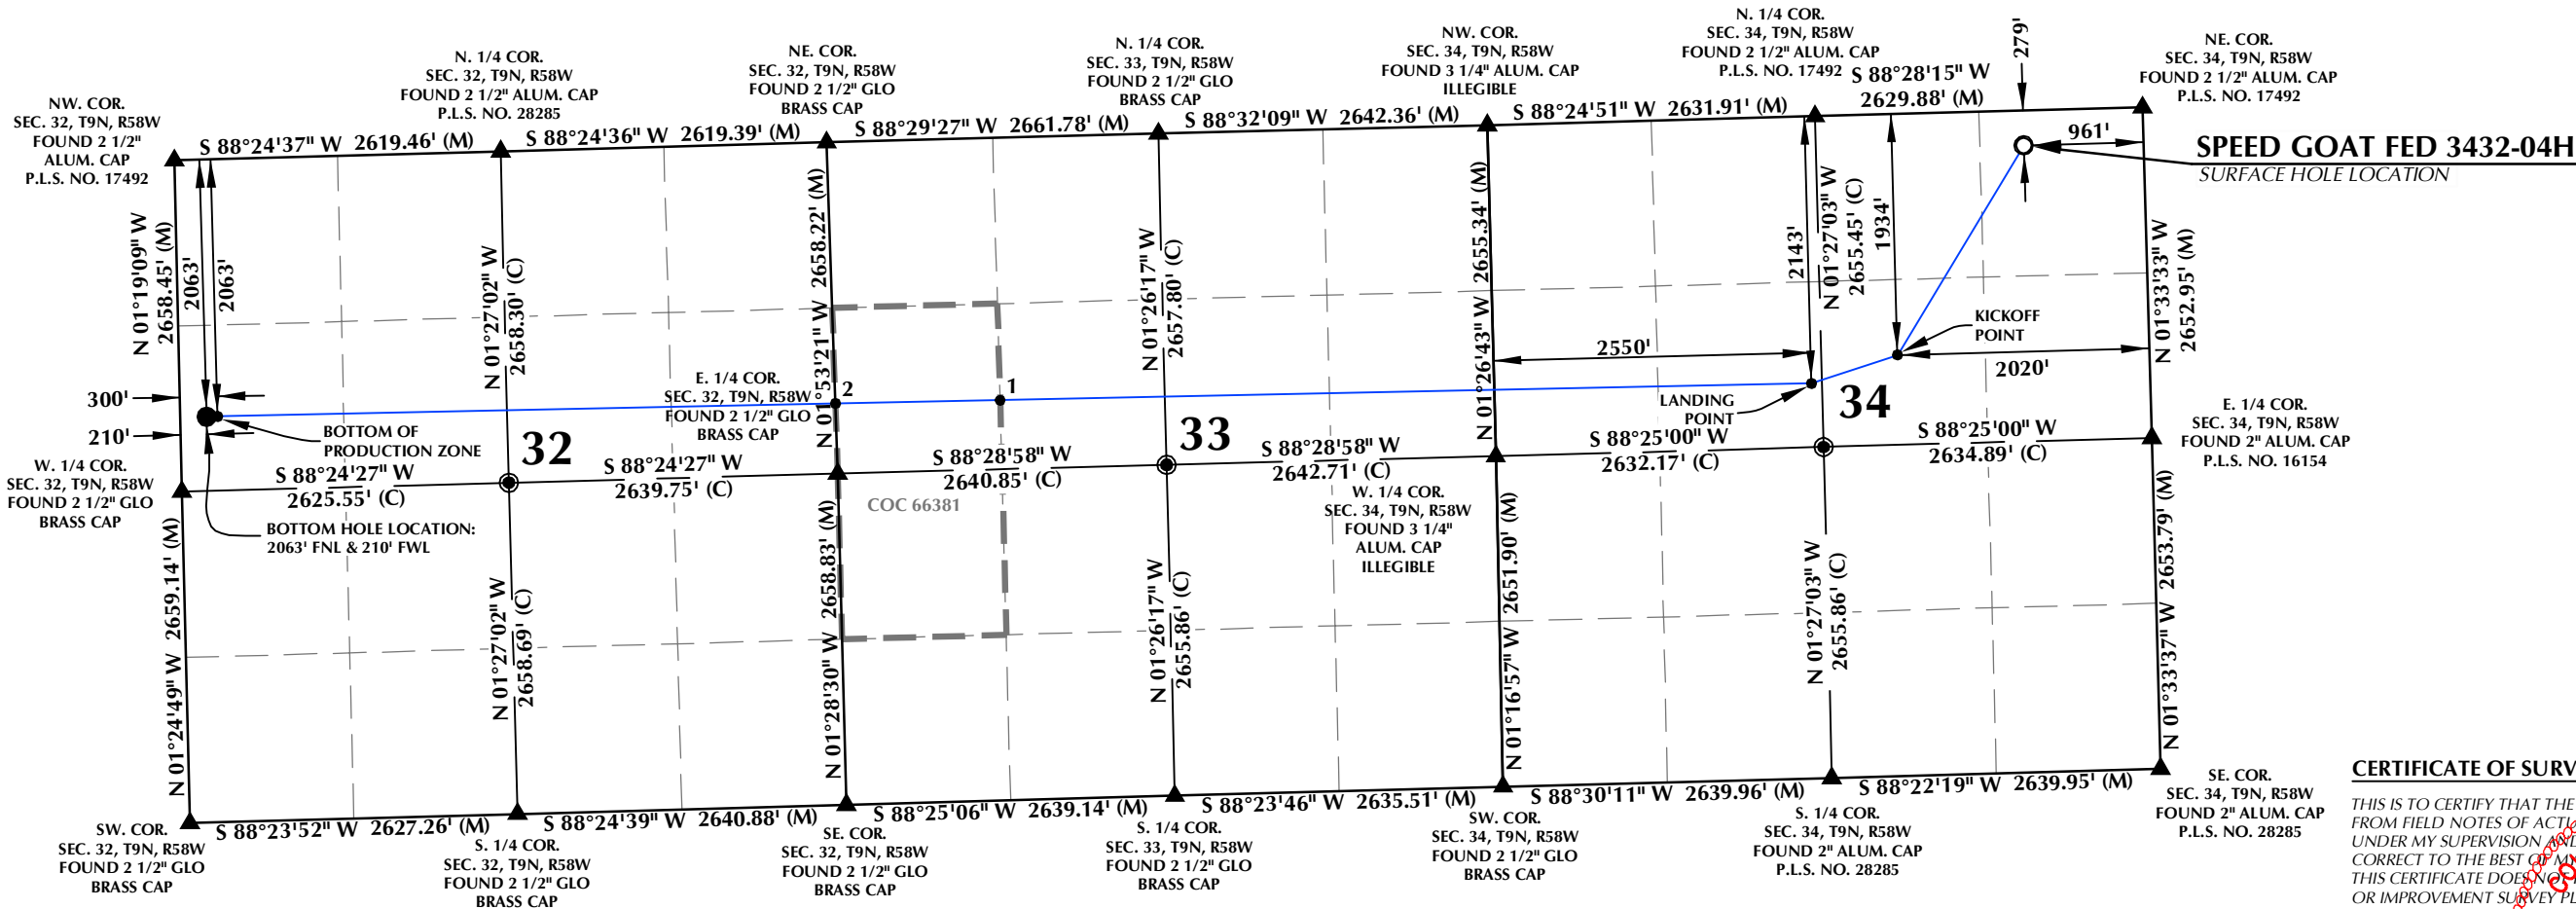 NW. COR.
SEC. 32, T9N, R58W
FOUND 2 1/2"
ALUM. CAP
P.L.S. NO. 17492
N. 1/4 COR.
SEC. 32, T9N, R58W
FOUND 2 1/2" ALUM. CAP
P.L.S. NO. 28285
NE. COR.
SEC. 32, T9N, R58W
FOUND 2 1/2" GLO
BRASS CAP
N. 1/4 COR.
SEC. 33, T9N, R58W
FOUND 2 1/2" GLO
BRASS CAP
NW. COR.
SEC. 34, T9N, R58W
FOUND 3 1/4" ALUM. CAP
ILLEGIBLE
N. 1/4 COR.
SEC. 34, T9N, R58W
FOUND 2 1/2" ALUM. CAP
P.L.S. NO. 17492
279'
NE. COR.
SEC. 34, T9N, R58W
FOUND 2 1/2" ALUM. CAP
P.L.S. NO. 17492
S 88°24'37" W 2619.46' (M)
S 88°24'36" W 2619.39' (M)
S 88°29'27" W 2661.78' (M)
S 88°32'09" W 2642.36' (M)
S 88°24'51" W 2631.91' (M)
S 88°28'15" W
2629.88' (M)
961'
SPEED GOAT FED 3432-04H
SURFACE HOLE LOCATION
N 01°19'09" W
2658.45' (M)
2063'
2063'
N 01°27'02" W
2658.30' (C)
N 01°53'21" W 2658.22' (M)
N 01°26'17" W
2657.80' (C)
N 01°26'43" W 2655.34' (M)
2143'
N 01°27'03" W
2655.45' (C)
1934'
N 01°33'33" W
2652.95' (M)
KICKOFF
POINT
2550'
2020'
300'
210'
E. 1/4 COR.
SEC. 32, T9N, R58W
FOUND 2 1/2" GLO
BRASS CAP
2
1
LANDING
POINT
34
E. 1/4 COR.
SEC. 34, T9N, R58W
FOUND 2" ALUM. CAP
P.L.S. NO. 16154
BOTTOM OF
PRODUCTION ZONE
32
33
W. 1/4 COR.
SEC. 32, T9N, R58W
FOUND 2 1/2" GLO
BRASS CAP
S 88°24'27" W
2625.55' (C)
S 88°24'27" W
2639.75' (C)
S 88°28'58" W
2640.85' (C)
S 88°28'58" W
2642.71' (C)
S 88°25'00" W
2632.17' (C)
S 88°25'00" W
2634.89' (C)
COC 66381
W. 1/4 COR.
SEC. 34, T9N, R58W
FOUND 3 1/4"
ALUM. CAP
ILLEGIBLE
BOTTOM HOLE LOCATION:
2063' FNL & 210' FWL
N 01°24'49" W 2659.14' (M)
N 01°27'02" W
2658.69' (C)
N 01°28'30" W 2658.83' (M)
N 01°26'17" W
2655.86' (C)
N 01°16'57" W 2651.90' (M)
N 01°27'03" W
2655.86' (C)
N 01°33'37" W 2653.79' (M)
S 88°23'52" W 2627.26' (M)
S 88°24'39" W 2640.88' (M)
S 88°25'06" W 2639.14' (M)
S 88°23'46" W 2635.51' (M)
S 88°30'11" W 2639.96' (M)
S 88°22'19" W 2639.95' (M)
SW. COR.
SEC. 32, T9N, R58W
FOUND 2 1/2" GLO
BRASS CAP
S. 1/4 COR.
SEC. 32, T9N, R58W
FOUND 2 1/2" GLO
BRASS CAP
SE. COR.
SEC. 32, T9N, R58W
FOUND 2 1/2" GLO
BRASS CAP
S. 1/4 COR.
SEC. 33, T9N, R58W
FOUND 2 1/2" GLO
BRASS CAP
SW. COR.
SEC. 34, T9N, R58W
FOUND 2 1/2" GLO
BRASS CAP
S. 1/4 COR.
SEC. 34, T9N, R58W
FOUND 2" ALUM. CAP
P.L.S. NO. 28285
SE. COR.
SEC. 34, T9N, R58W
FOUND 2" ALUM. CAP
P.L.S. NO. 28285
CERTIFICATE OF SURV
THIS IS TO CERTIFY THAT THE
FROM FIELD NOTES OF ACTU
UNDER MY SUPERVISION
CORRECT TO THE BEST OF MY
THIS CERTIFICATE DOES NOT
OR IMPROVEMENT SURVEY PL